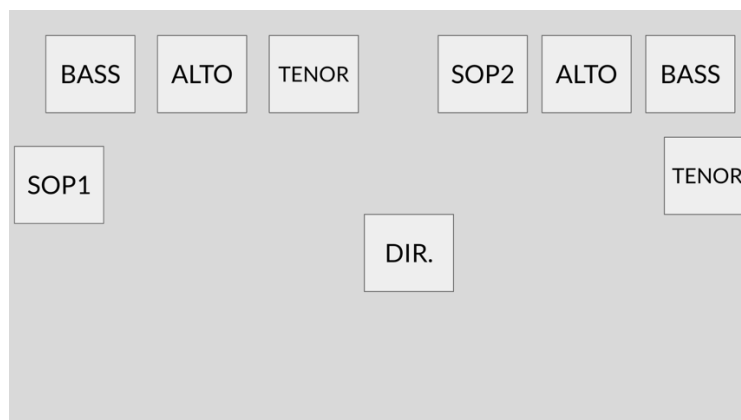 BASS
ALTO
TENOR
SOP2
ALTO
BASS
SOP1
TENOR
DIR.